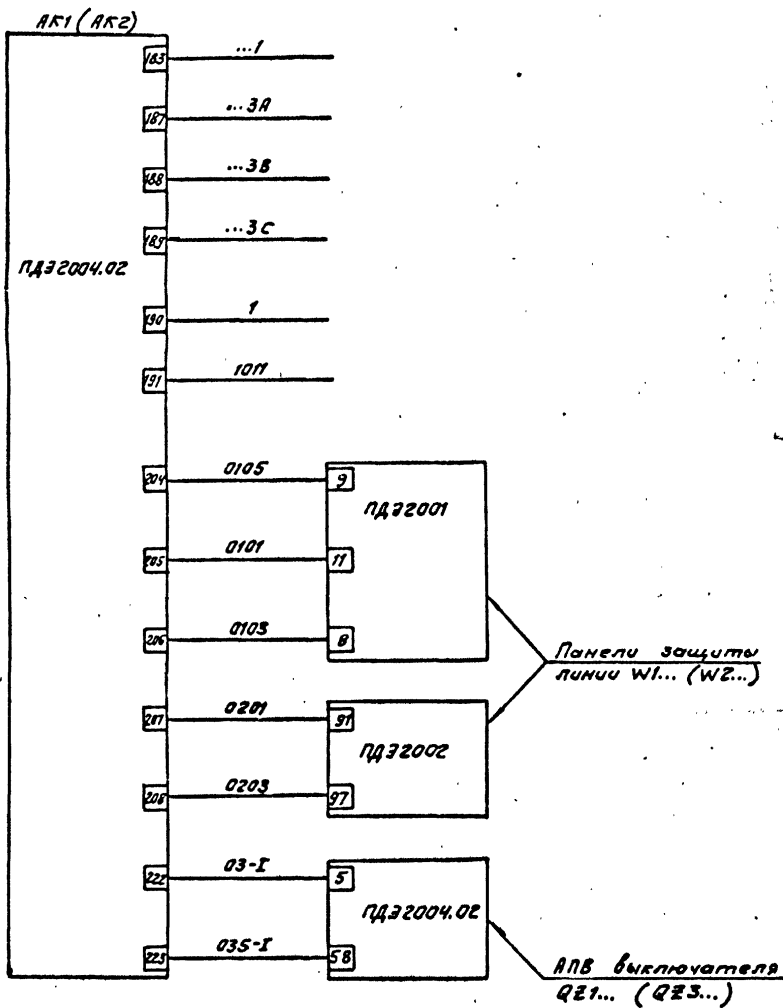 АК1 (АК2)
183 ...1
187 ...3А
188 ...3В
189 ...3С
ПДЭ2004.02
190 1
191 1011
204 0105 9
ПДЭ2001
205 0101 11
206 0103 8
Панели защиты
линии W1... (W2...)
207 0201 91
ПДЭ2002
208 0203 97
222 03-I 5
ПДЭ2004.02
223 035-I 58
АПВ выключателя
QZ1... (QZ3...)